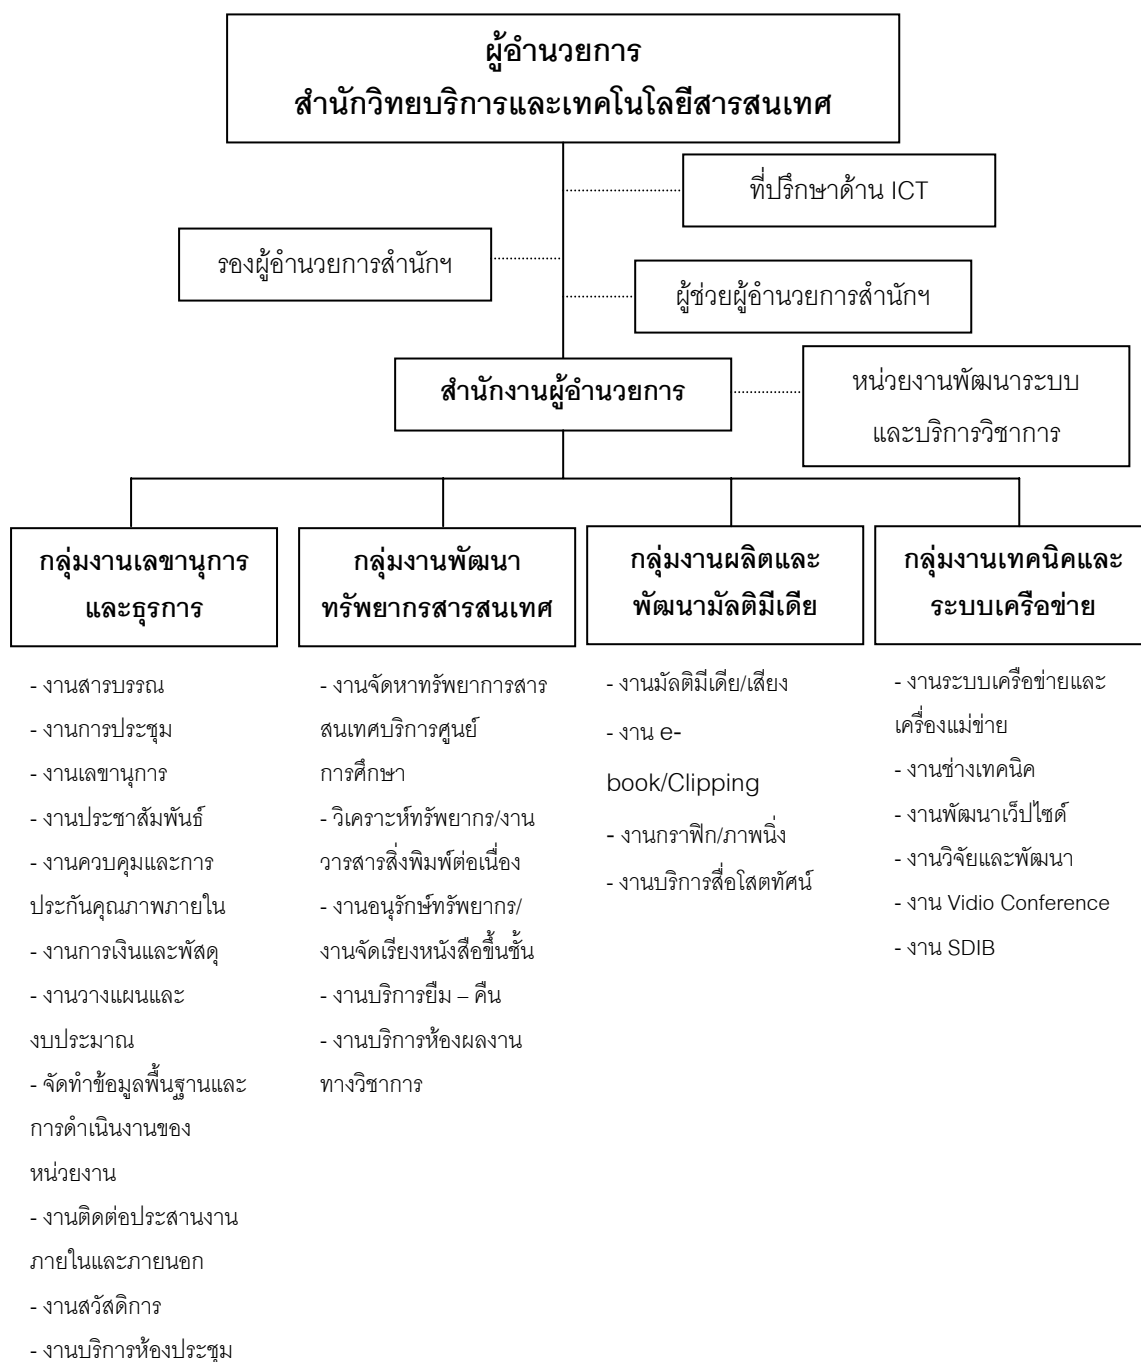 ผู้อำนวยการ
สำนักวิทยบริการและเทคโนโลยีสารสนเทศ
ที่ปรึกษาด้าน ICT
รองผู้อำนวยการสำนักฯ
ผู้ช่วยผู้อำนวยการสำนักฯ
สำนักงานผู้อำนวยการ
หน่วยงานพัฒนาระบบ
และบริการวิชาการ
กลุ่มงานเลขานุการ
และธุรการ
- งานสารบรรณ
- งานการประชุม
- งานเลขานุการ
- งานประชาสัมพันธ์
- งานควบคุมและการ
ประกันคุณภาพภายใน
- งานการเงินและพัสดุ
- งานวางแผนและ
งบประมาณ
- จัดทำข้อมูลพื้นฐานและ
การดำเนินงานของ
หน่วยงาน
- งานติดต่อประสานงาน
ภายในและภายนอก
- งานสวัสดิการ
- งานบริการห้องประชุม
กลุ่มงานพัฒนา
ทรัพยากรสารสนเทศ
- งานจัดหาทรัพยาการสาร
สนเทศบริการศูนย์
การศึกษา
- วิเคราะห์ทรัพยากร/งาน
วารสารสิ่งพิมพ์ต่อเนื่อง
- งานอนุรักษ์ทรัพยากร/
งานจัดเรียงหนังสือขึ้นชั้น
- งานบริการยืม – คืน
- งานบริการห้องผลงาน
ทางวิชาการ
กลุ่มงานผลิตและ
พัฒนามัลติมีเดีย
- งานมัลติมีเดีย/เสียง
- งาน e-
book/Clipping
- งานกราฟิก/ภาพนิ่ง
- งานบริการสื่อโสตทัศน์
กลุ่มงานเทคนิคและ
ระบบเครือข่าย
- งานระบบเครือข่ายและ
เครื่องแม่ข่าย
- งานช่างเทคนิค
- งานพัฒนาเว็ปไซด์
- งานวิจัยและพัฒนา
- งาน Vidio Conference
- งาน SDIB